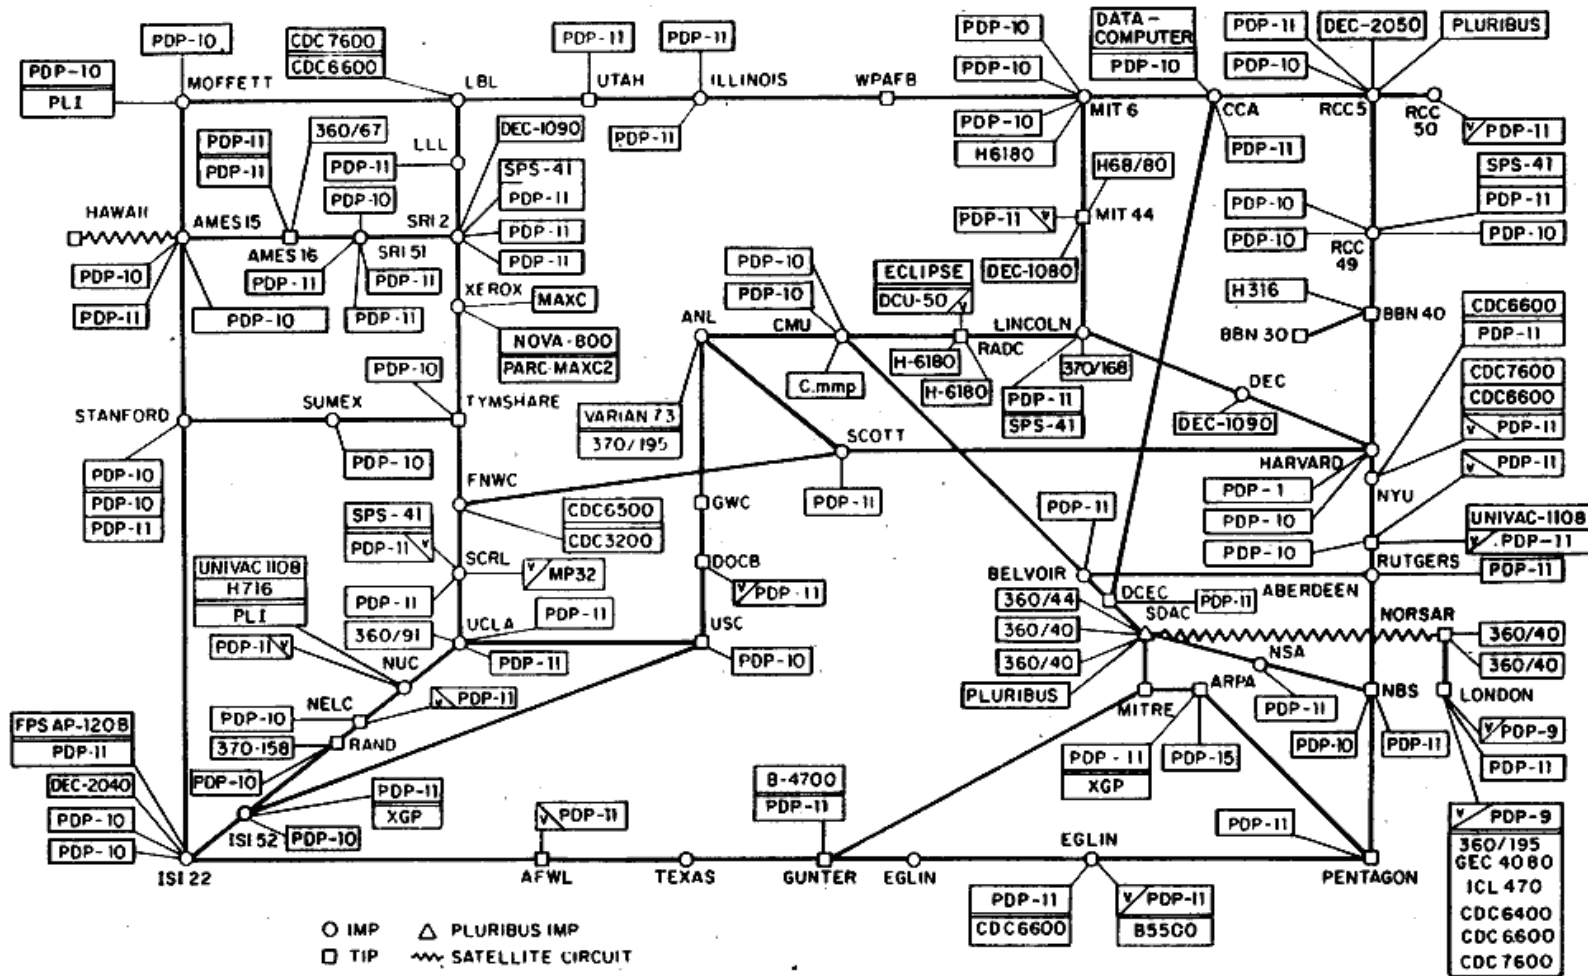 PDP-10
CDC 7600
CDC6600
PDP-11
PDP-11
PDP-10
DATA-
COMPUTER
PDP-10
PDP-11
DEC-2050
PLURIBUS
PDP-10
PLI
MOFFETT
LBL
UTAH
ILLINOIS
WPAFB
PDP-10
PDP-10
H6180
MIT 6
CCA
PDP-10
RCC5
RCC
50
PDP-11
PDP-11
PDP-11
PDP-11
PDP-11
360/67
LLL
PDP-11
PDP-10
DEC-1090
SPS-41
PDP-11
PDP-11
PDP-11
H68/80
PDP-11
MIT 44
DEC-1080
SPS-41
PDP-11
PDP-10
PDP-10
PDP-10
RCC
49
HAWAII
AMES 15
AMES 16
SRI 51
SRI 2
PDP-10
PDP-11
PDP-10
PDP-11
PDP-11
PDP-11
XEROX
MAXC
NOVA-800
PARC-MAXC2
PDP-10
PDP-10
ECLIPSE
DCU-50
H316
BBN 40
BBN 30
CDC6600
PDP-11
ANL
CMU
RADC
LINCOLN
H-6180
H-6180
370/168
C.mmp
PDP-11
SPS-41
DEC
DEC-1090
CDC7600
CDC6600
PDP-11
PDP-11
PDP-10
STANFORD
SUMEX
TYMSHARE
VARIAN 73
370/195
SCOTT
HARVARD
PDP-10
PDP-10
PDP-11
PDP-10
FNWC
PDP-11
GWC
PDP-1
PDP-10
NYU
PDP-10
UNIVAC-1108
PDP-11
RUTGERS
SPS-41
PDP-11
CDC6500
CDC3200
SCRL
MP32
DOCB
PDP-11
PDP-11
BELVOIR
ABERDEEN
PDP-11
UNIVAC 1108
H716
PLI
PDP-11
PDP-11
360/91
UCLA
PDP-11
PDP-11
USC
PDP-10
360/44
360/40
360/40
PLURIBUS
DCEC
PDP-11
SDAC
NORSAR
360/40
360/40
NUC
NELC
PDP-11
PDP-10
370-158
RAND
PDP-10
MITRE
ARPA
NSA
PDP-11
NBS
PDP-10
PDP-11
LONDON
PDP-9
PDP-11
PDP-11
XGP
PDP-15
FPS AP-120B
PDP-11
DEC-2040
PDP-10
PDP-10
ISI 22
ISI 52
PDP-11
XGP
PDP-10
PDP-11
AFWL
TEXAS
B-4700
PDP-11
GUNTER
EGLIN
EGLIN
PDP-11
CDC6600
PDP-11
B5500
PDP-11
PENTAGON
PDP-9
360/195
GEC 4080
ICL 470
CDC6400
CDC6600
CDC7600
IMP
PLURIBUS IMP
TIP
SATELLITE CIRCUIT